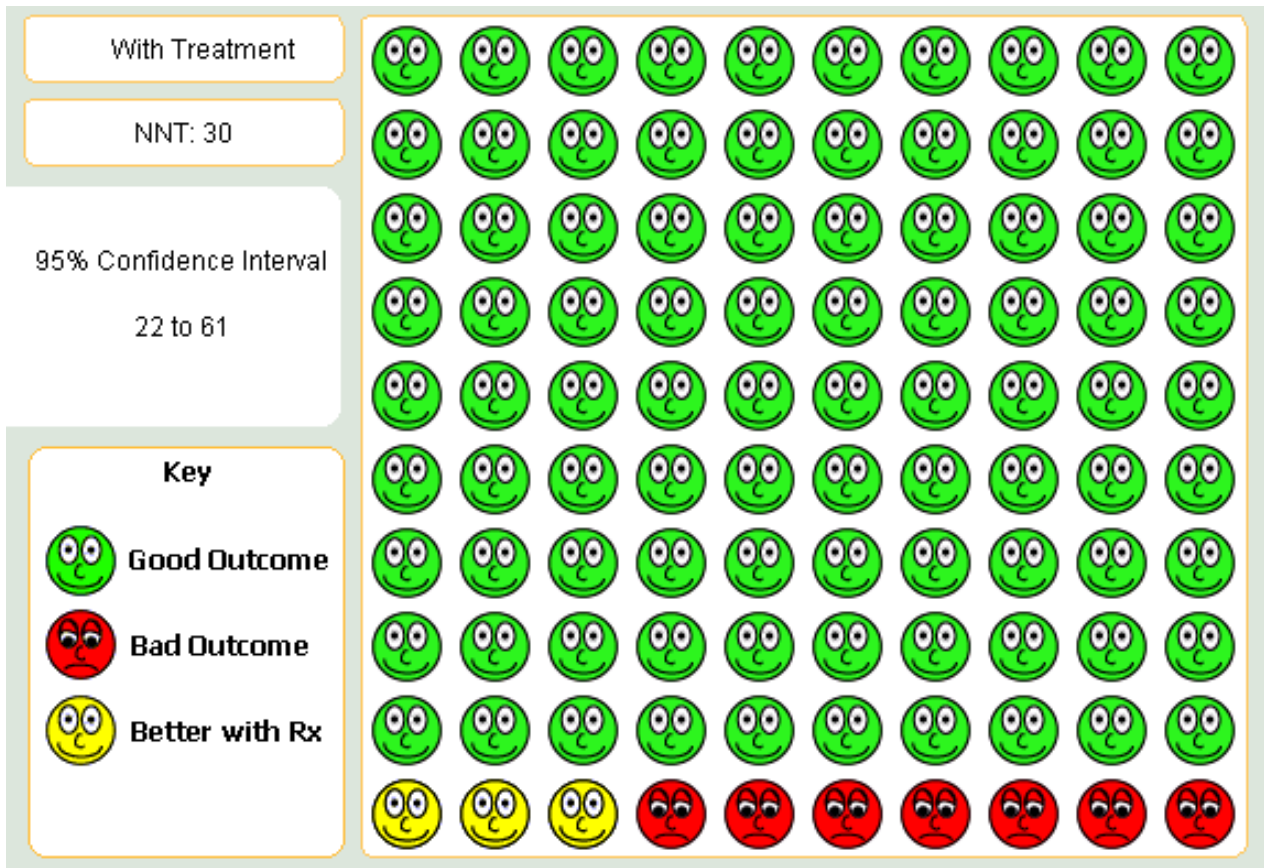 With Treatment
NNT: 30
95% Confidence Interval
22 to 61
Key
Good Outcome
Bad Outcome
Better with Rx